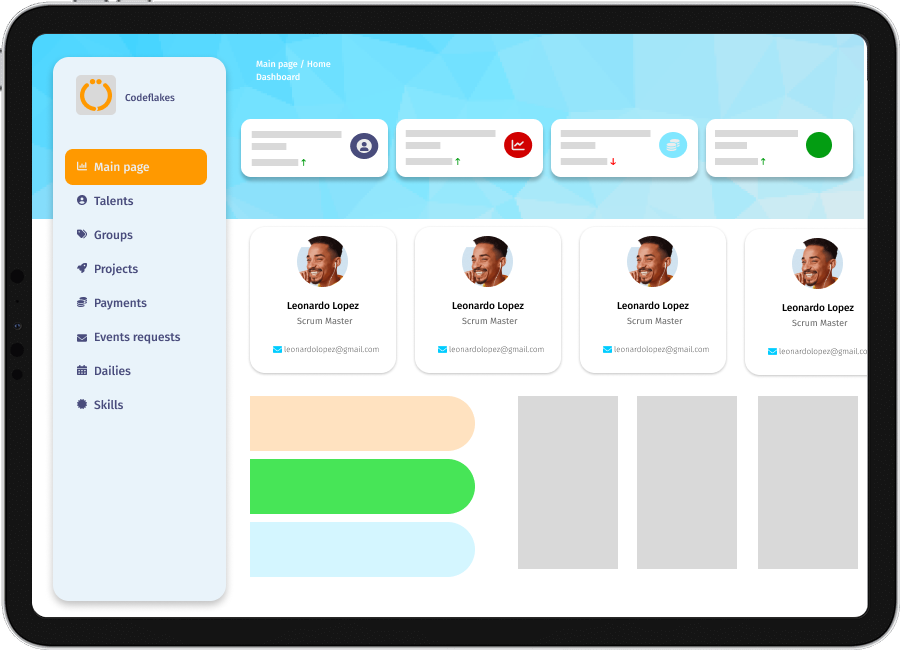 Codeflakes
Main page
Talents
Groups
Projects
Payments
Events requests
Dailies
Skills
Main page / Home
Dashboard
Leonardo Lopez
Scrum Master
leonardolopez@gmail.com
Leonardo Lopez
Scrum Master
leonardolopez@gmail.com
Leonardo Lopez
Scrum Master
leonardolopez@gmail.com
Leonardo Lopez
Scrum Master
leonardolopez@gmail.co